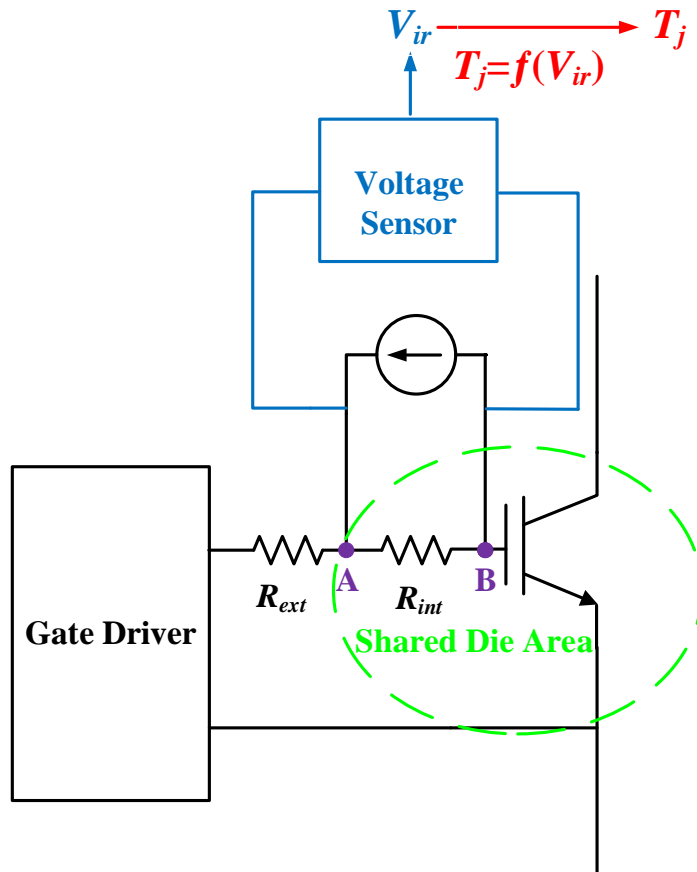 V_ir T_j
T_j=f(V_ir)
Voltage
Sensor
A B
R_ext R_int
Gate Driver
Shared Die Area